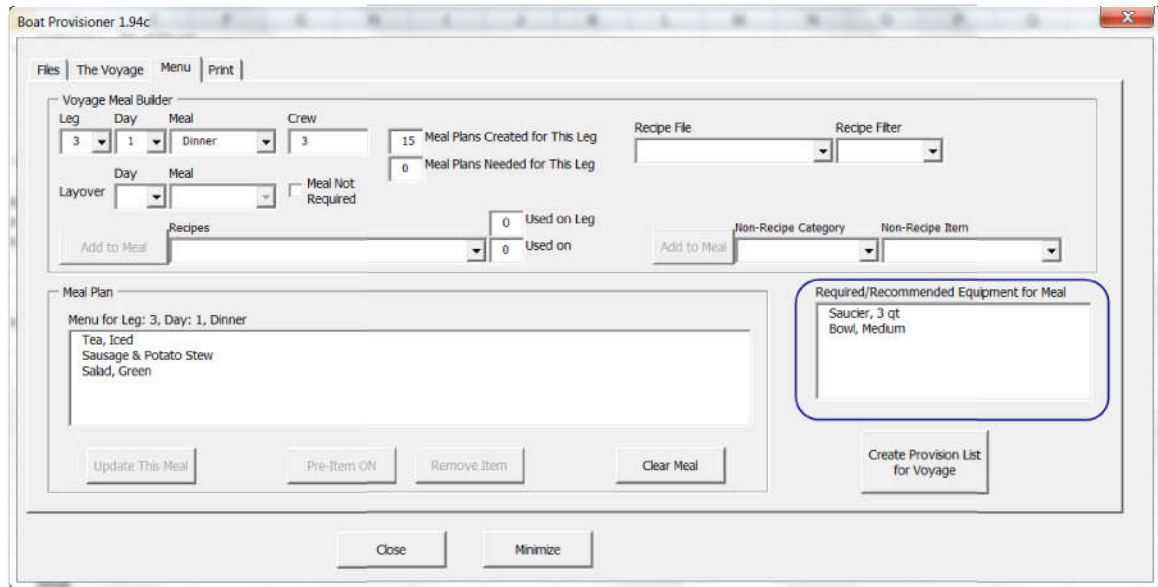 Boat Provisioner 1.94c
F G H I J K L M N O P Q
X
Files The Voyage Menu Print
Voyage Meal Builder
Leg Day Meal Crew
3 1 Dinner 3
15 Meal Plans Created for This Leg
0 Meal Plans Needed for This Leg
Recipe File Recipe Filter
Day Meal
Layover
Meal Not
Required
Recipes
Add to Meal
0 Used on Leg
0 Used on
Non-Recipe Category Non-Recipe Item
Add to Meal
Meal Plan
Menu for Leg: 3, Day: 1, Dinner
Tea, Iced
Sausage & Potato Stew
Salad, Green
Required/Recommended Equipment for Meal
Saucier, 3 qt
Bowl, Medium
Update This Meal Pre-Item ON Remove Item Clear Meal
Create Provision List
for Voyage
Close Minimize